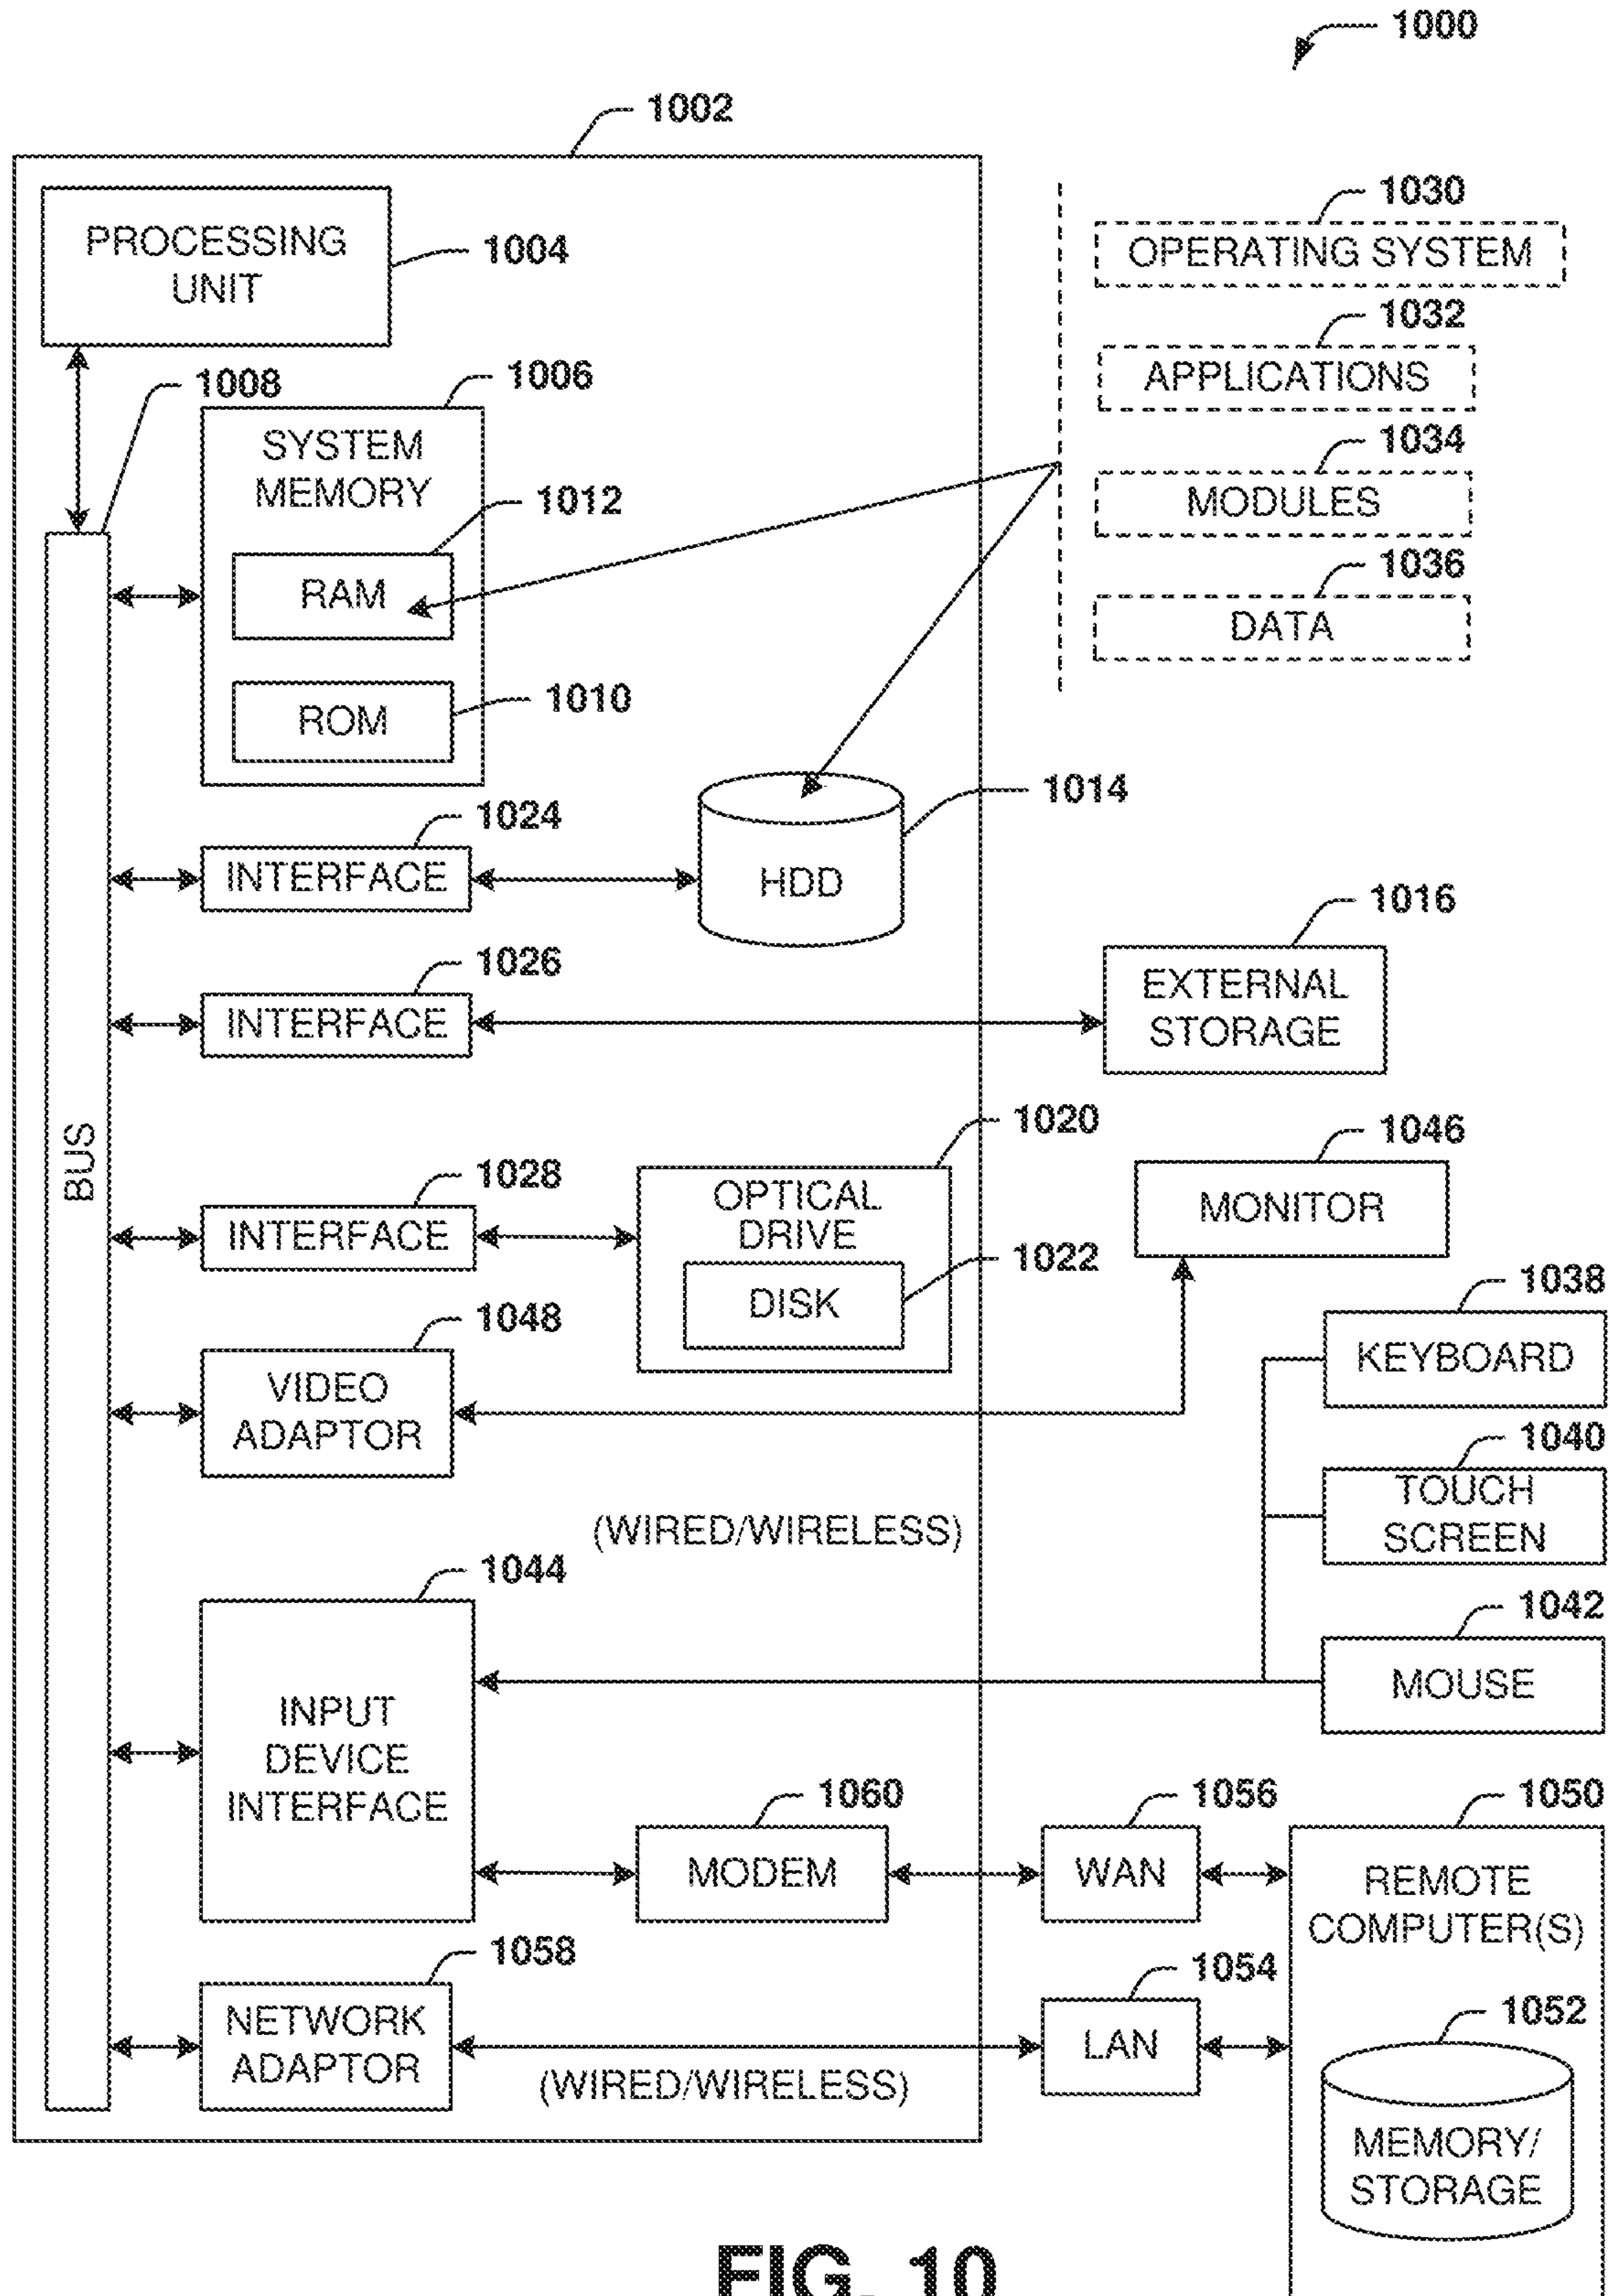 1000
1002
PROCESSING
UNIT
1004
1030
OPERATING SYSTEM
1032
APPLICATIONS
1034
MODULES
1036
DATA
1008
1006
SYSTEM
MEMORY
1012
RAM
1010
ROM
1014
HDD
1024
INTERFACE
1016
EXTERNAL
STORAGE
1026
INTERFACE
BUS
1020
OPTICAL
DRIVE
1022
DISK
1028
INTERFACE
1046
MONITOR
1048
VIDEO
ADAPTOR
1038
KEYBOARD
1040
TOUCH
SCREEN
(WIRED/WIRELESS)
1042
MOUSE
1044
INPUT
DEVICE
INTERFACE
1060
MODEM
1056
WAN
1050
REMOTE
COMPUTER(S)
1058
NETWORK
ADAPTOR
(WIRED/WIRELESS)
1054
LAN
1052
MEMORY/
STORAGE
FIG. 10